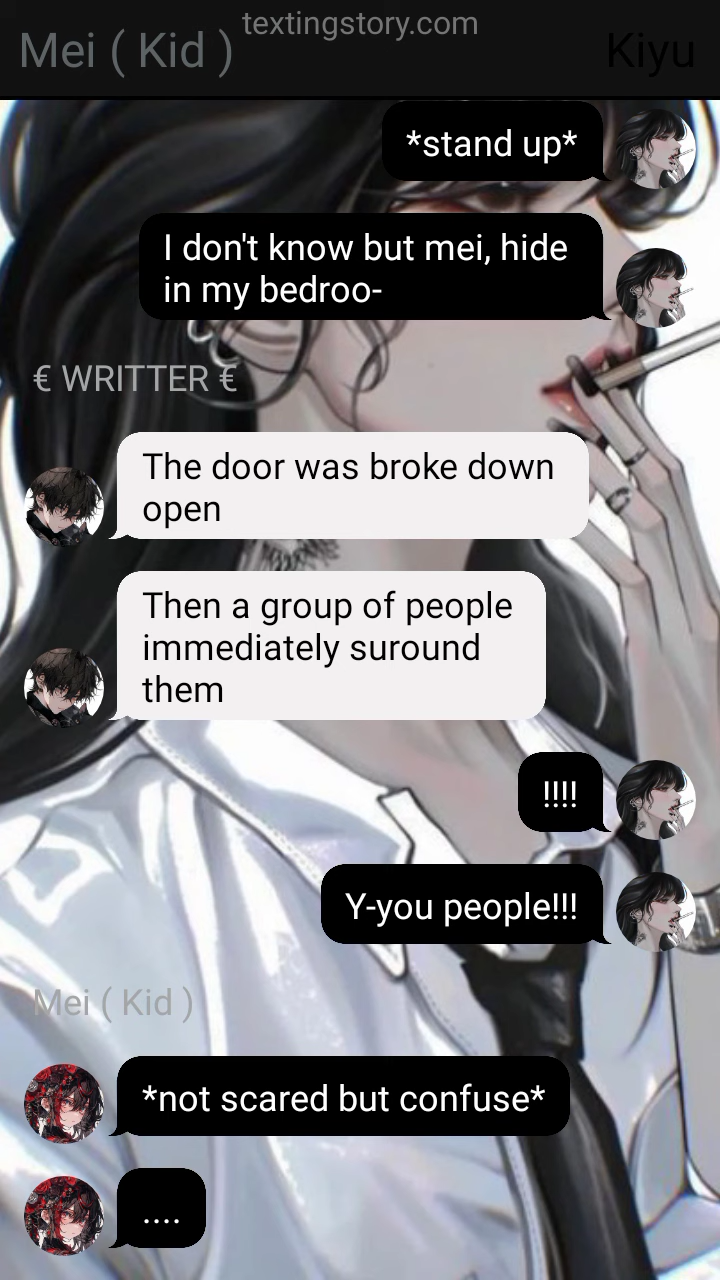 textingstory.com
Mei ( Kid )
Kiyu
*stand up*
I don't know but mei, hide
in my bedroo-
€ WRITTER €
The door was broke down
open
Then a group of people
immediately suround
them
!!!!
Y-you people!!!
Mei ( Kid )
*not scared but confuse*
....